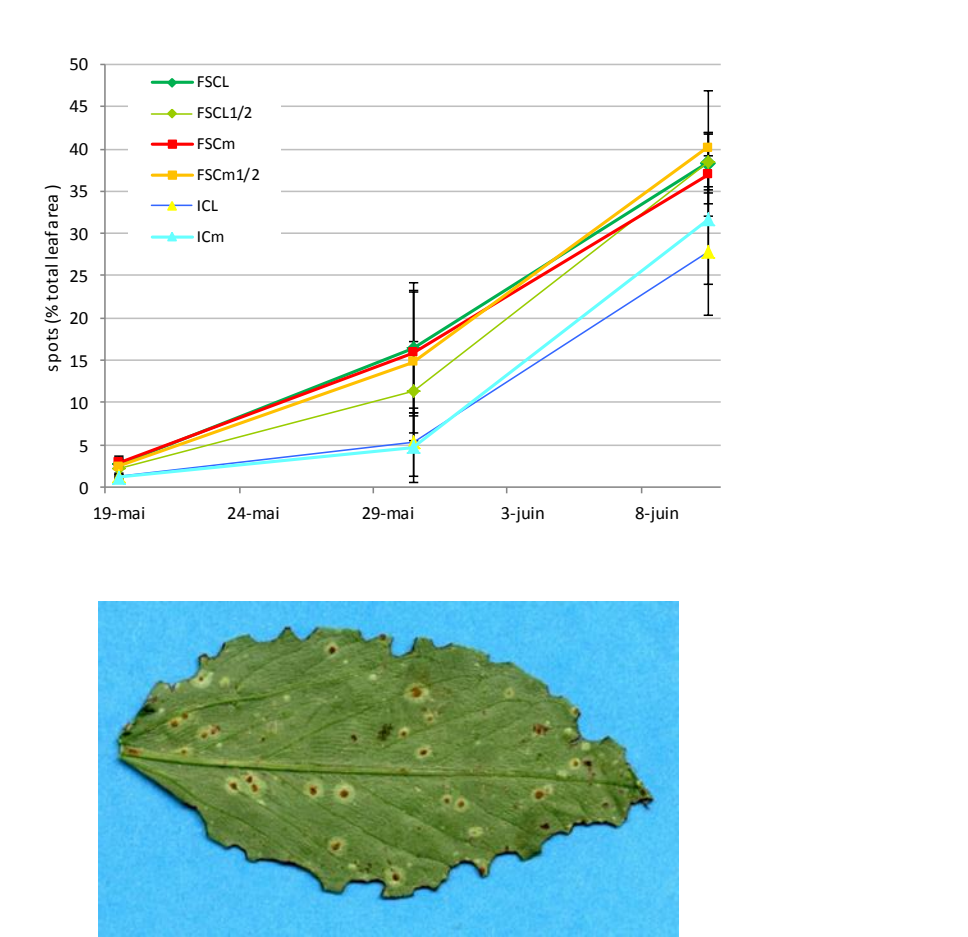 50
45
40
35
30
25
20
15
10
5
0
spots (% total leaf area )
FSCL
FSCL1/2
FSCm
FSCm1/2
ICL
ICm
19-mai 24-mai 29-mai 3-juin 8-juin